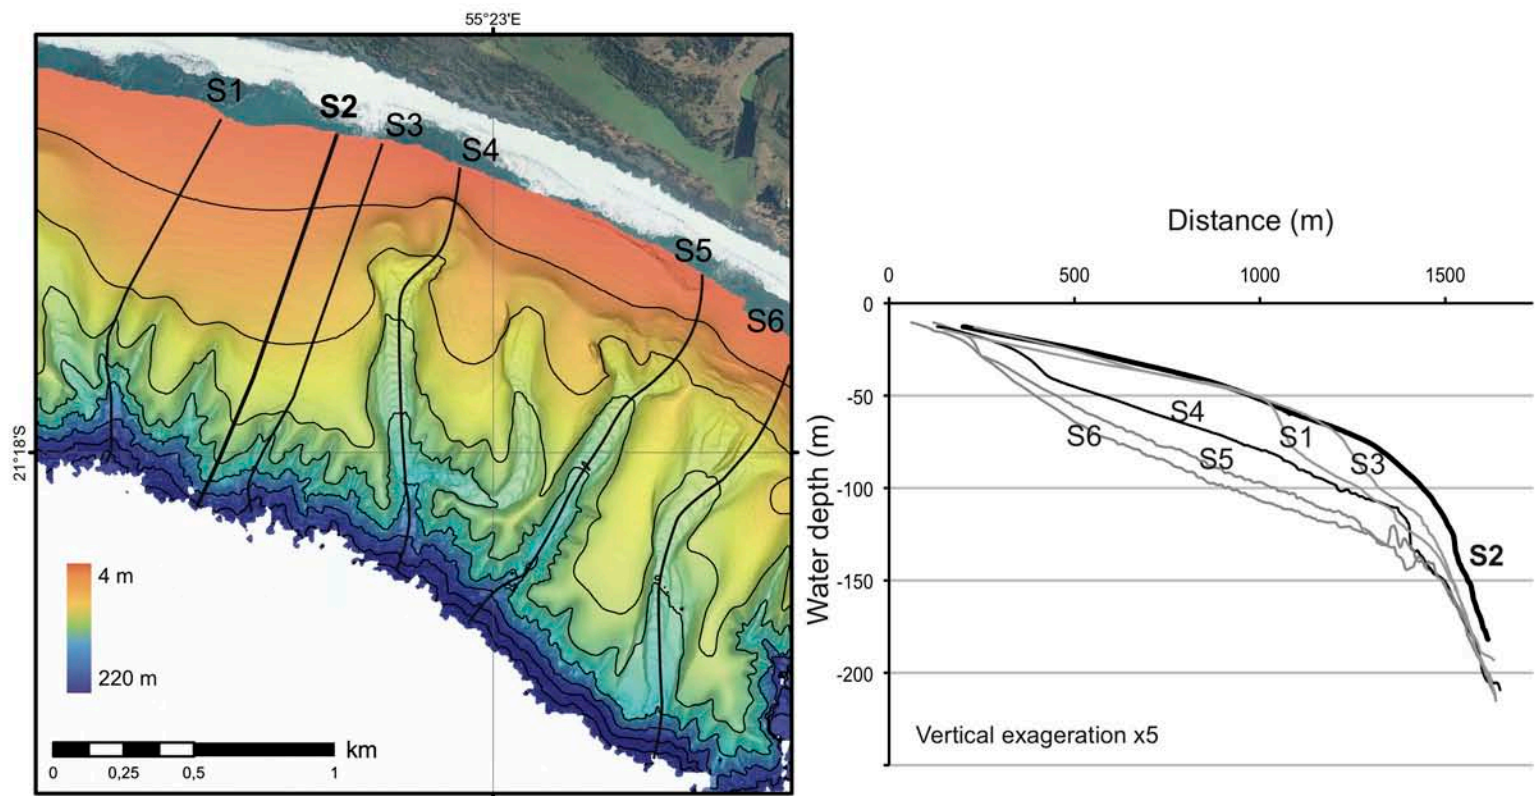 55°23'E
S1
S2
S3
S4
S5
S6
21°18'S
4 m
220 m
km
0 0,25 0,5 1
Distance (m)
0 500 1000 1500
Water depth (m)
0
-50
-100
-150
-200
S4
S6
S5
S1
S3
S2
Vertical exageration x5